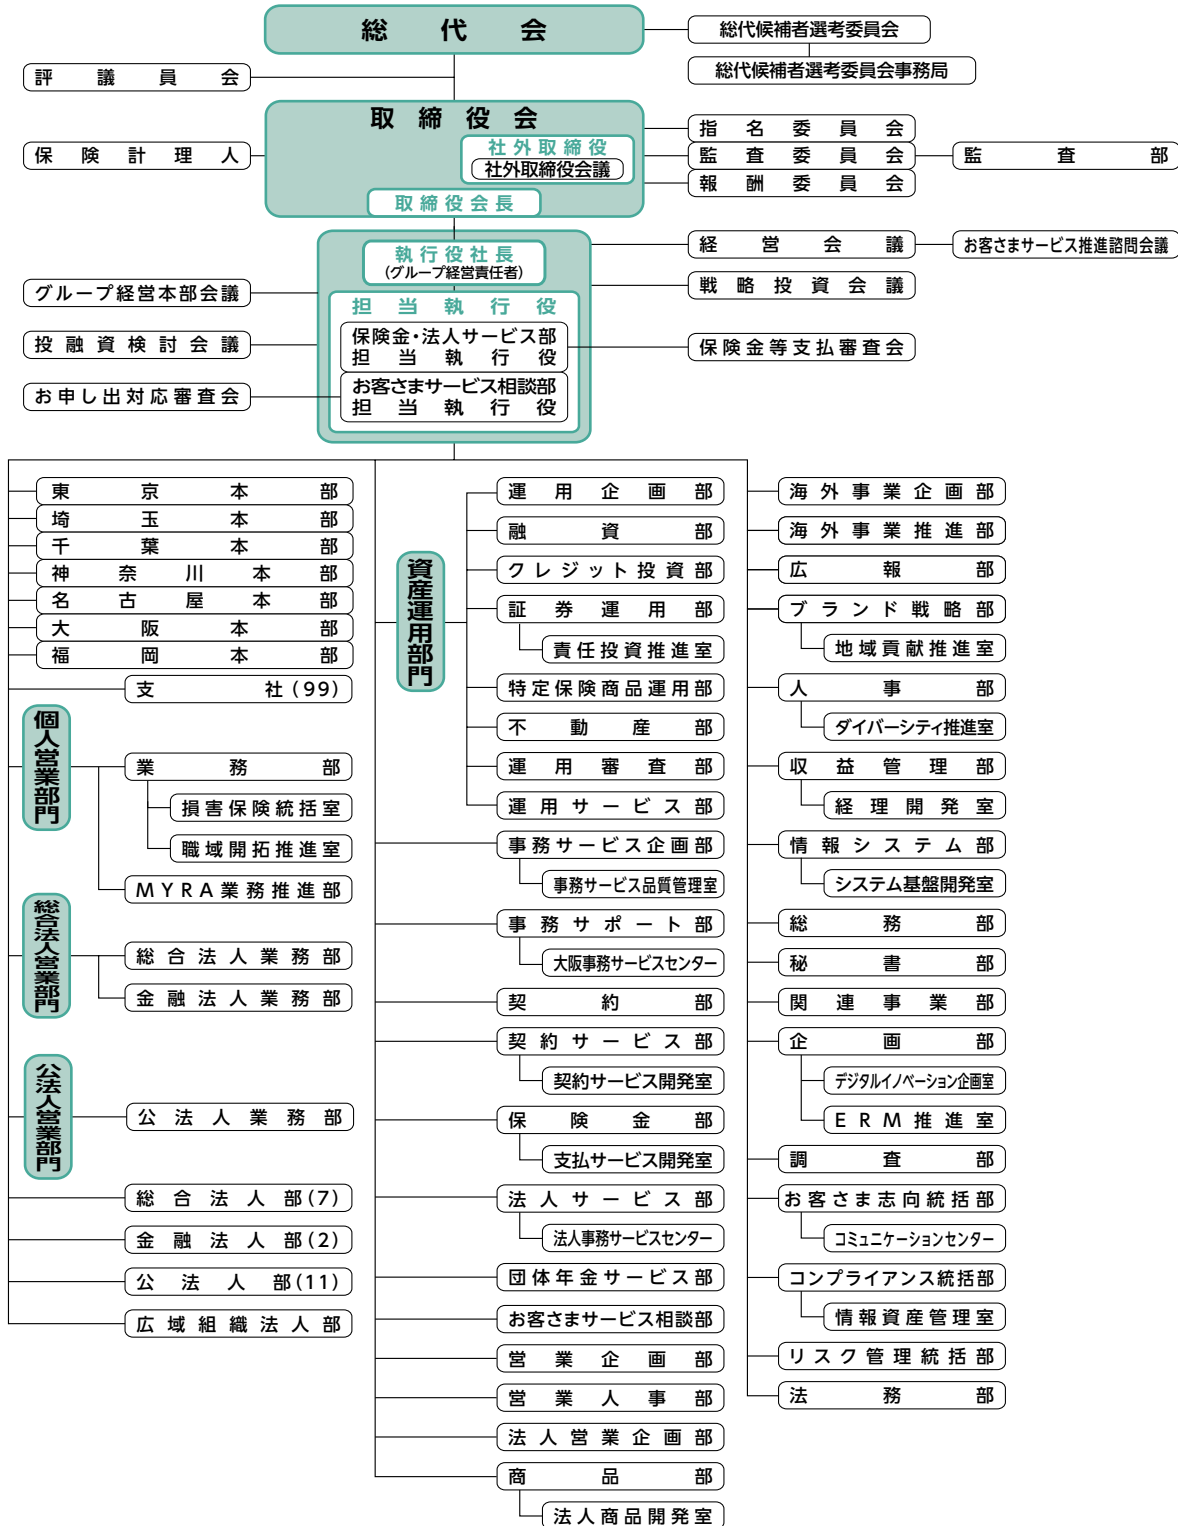 総代会
総代候補者選考委員会
総代候補者選考委員会事務局
評議員会
取締役会
社外取締役
社外取締役会議
取締役会長
保険計理人
指名委員会
監査委員会
監査部
報酬委員会
執行役社長
(グループ経営責任者)
経営会議
お客さまサービス推進諮問会議
戦略投資会議
グループ経営本部会議
担当執行役
保険金・法人サービス部
担当執行役
投融資検討会議
保険金等支払審査会
お客さまサービス相談部
担当執行役
お申し出対応審査会
東京本部
埼玉本部
千葉本部
神奈川本部
名古屋本部
大阪本部
福岡本部
支社(99)
個人営業部門
業務部
損害保険統括室
職域開拓推進室
MYRA業務推進部
総合法人営業部門
総合法人業務部
金融法人業務部
公法人営業部門
公法人業務部
総合法人部(7)
金融法人部(2)
公法人部(11)
広域組織法人部
資産運用部門
運用企画部
融資部
クレジット投資部
証券運用部
責任投資推進室
特定保険商品運用部
不動産部
運用審査部
運用サービス部
事務サービス企画部
事務サービス品質管理室
事務サポート部
大阪事務サービスセンター
契約部
契約サービス部
契約サービス開発室
保険金部
支払サービス開発室
法人サービス部
法人事務サービスセンター
団体年金サービス部
お客さまサービス相談部
営業企画部
営業人事部
法人営業企画部
商品部
法人商品開発室
海外事業企画部
海外事業推進部
広報部
ブランド戦略部
地域貢献推進室
人事部
ダイバーシティ推進室
収益管理部
経理開発室
情報システム部
システム基盤開発室
総務部
秘書部
関連事業部
企画部
デジタルイノベーション企画室
ERM推進室
調査部
お客さま志向統括部
コミュニケーションセンター
コンプライアンス統括部
情報資産管理室
リスク管理統括部
法務部